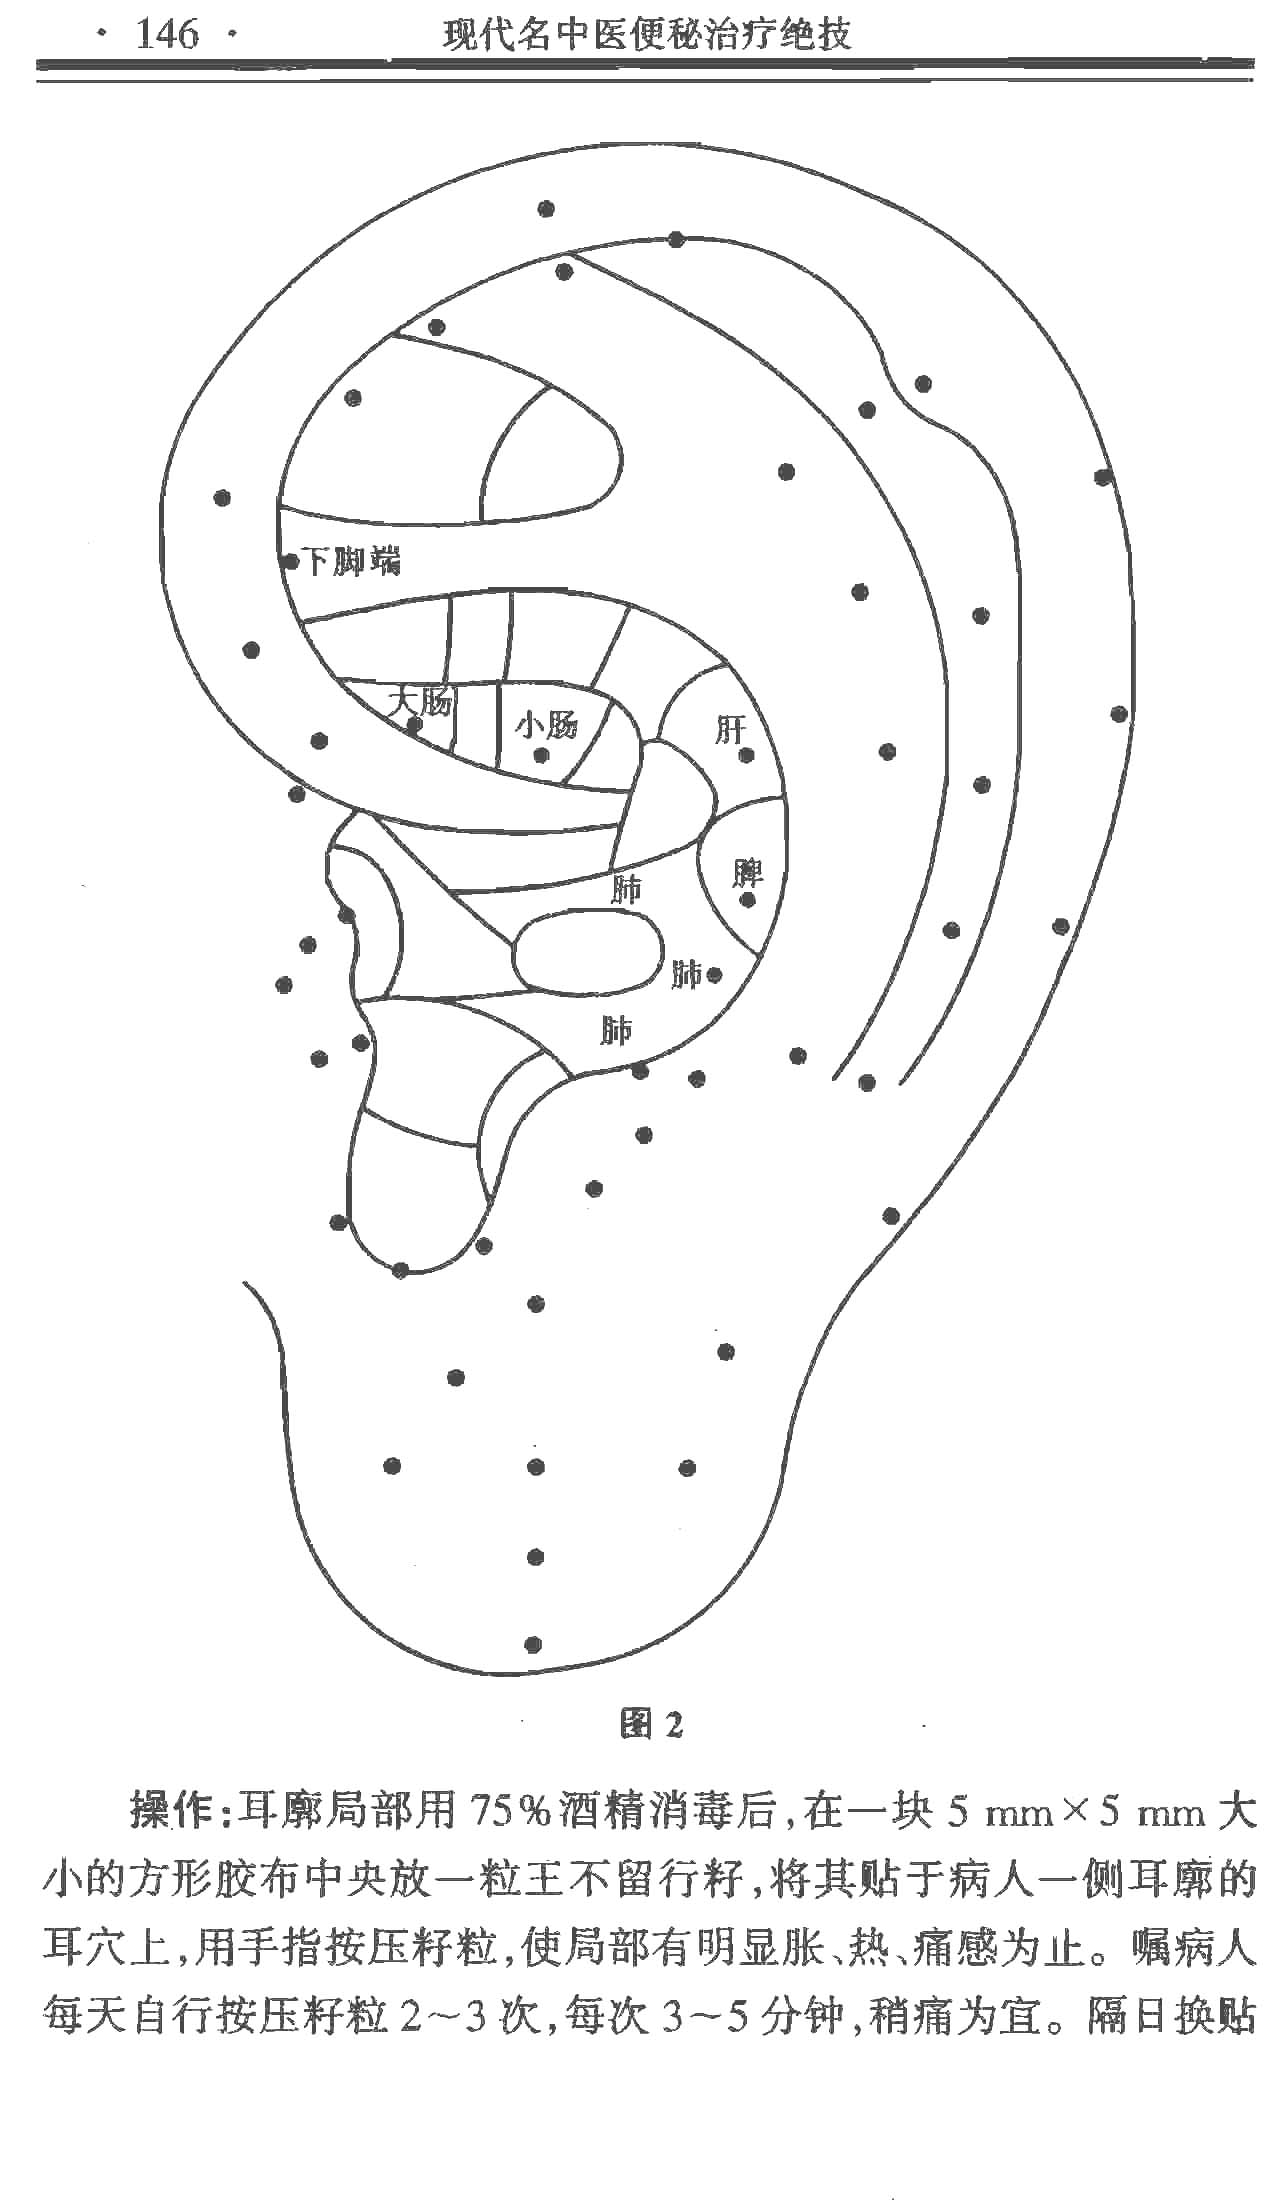 · 146 ·
现代名中医便秘治疗绝技
下脚端
大肠
小肠
肝
脾
肺
肺
肺
图 2
操作:耳廓局部用 75%酒精消毒后,在一块 5 mm×5 mm 大
小的方形胶布中央放一粒王不留行籽,将其贴于病人一侧耳廓的
耳穴上,用手指按压籽粒,使局部有明显胀、热、痛感为止。嘱病人
每天自行按压籽粒 2～3 次,每次 3～5 分钟,稍痛为宜。隔日换贴